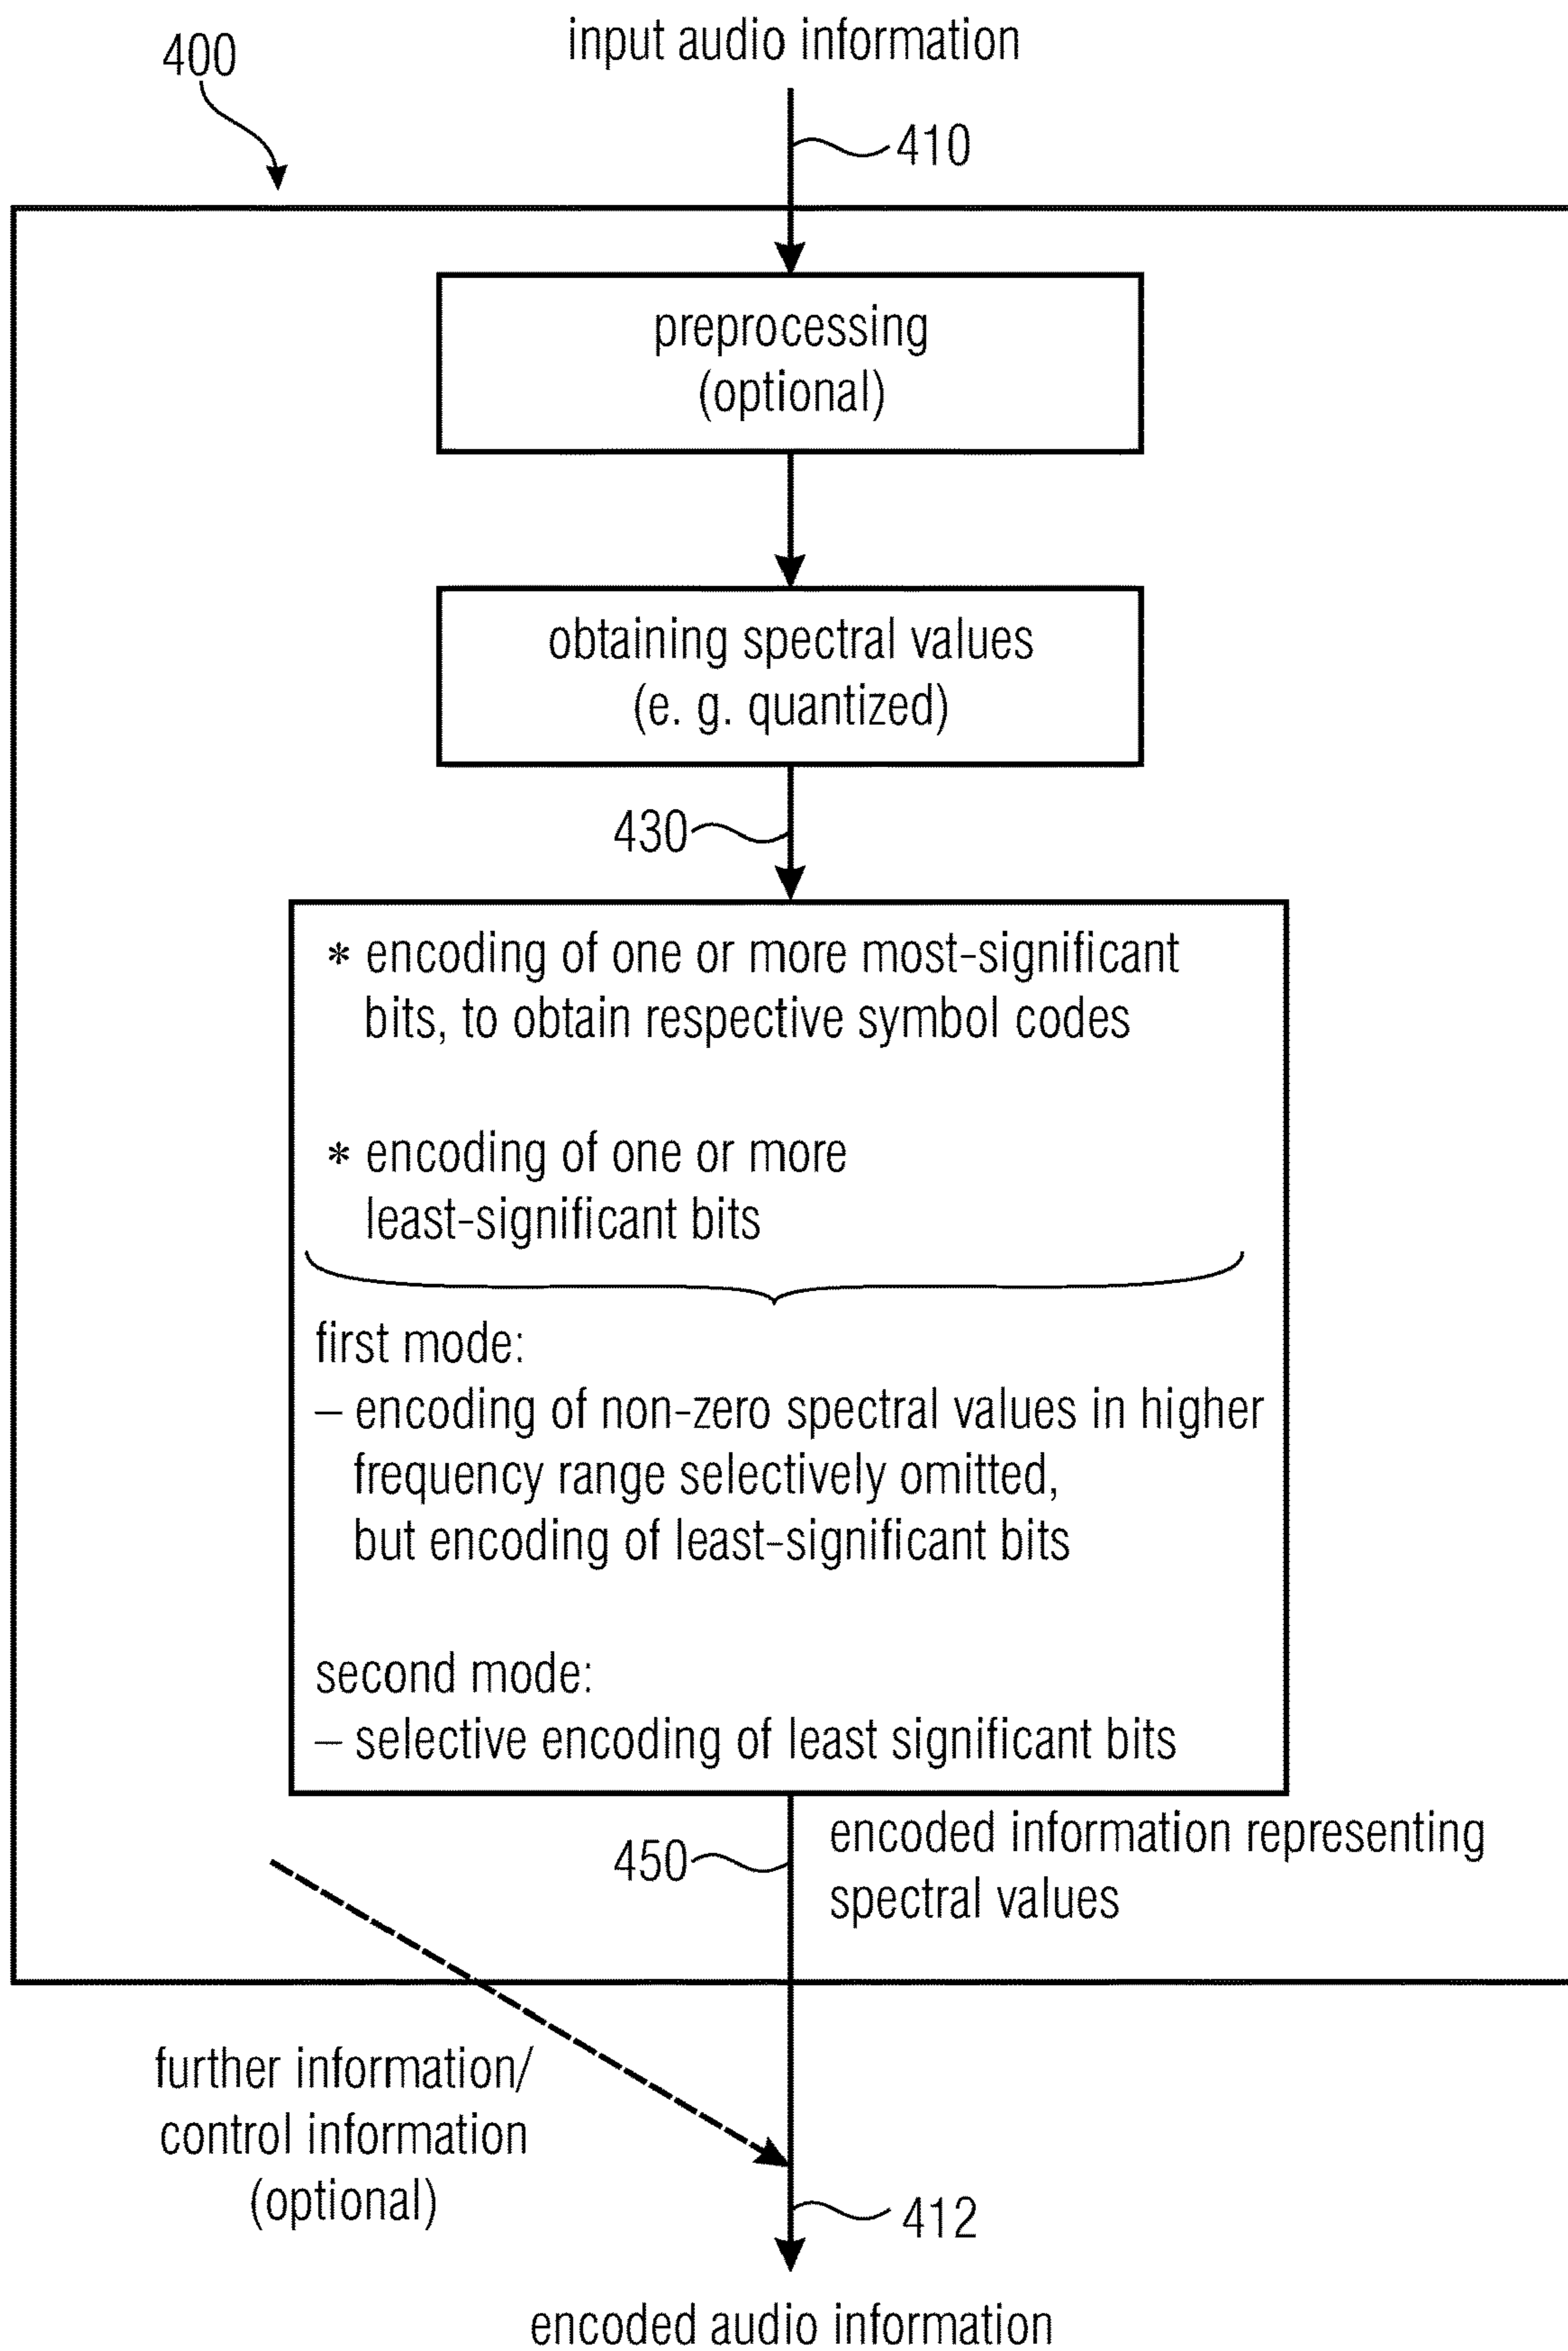 400
input audio information
410
preprocessing
(optional)
obtaining spectral values
(e. g. quantized)
430
* encoding of one or more most-significant
bits, to obtain respective symbol codes
* encoding of one or more
least-significant bits
first mode:
– encoding of non-zero spectral values in higher
frequency range selectively omitted,
but encoding of least-significant bits
second mode:
– selective encoding of least significant bits
450
encoded information representing
spectral values
further information/
control information
(optional)
412
encoded audio information